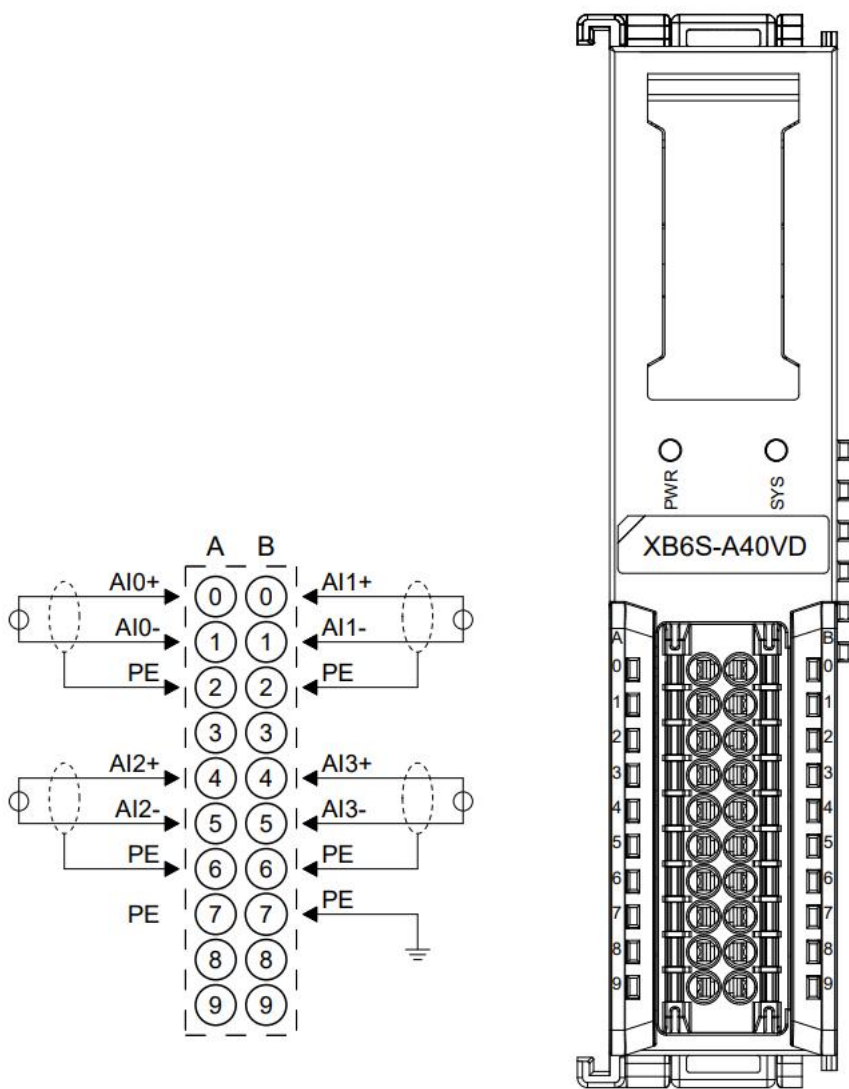 A B
AI0+ 0 0 AI1+
AI0- 1 1 AI1-
PE 2 2 PE
3 3
AI2+ 4 4 AI3+
AI2- 5 5 AI3-
PE 6 6 PE
PE 7 7 PE
8 8
9 9
PWR SYS
XB6S-A40VD
A B
0 0
1 1
2 2
3 3
4 4
5 5
6 6
7 7
8 8
9 9